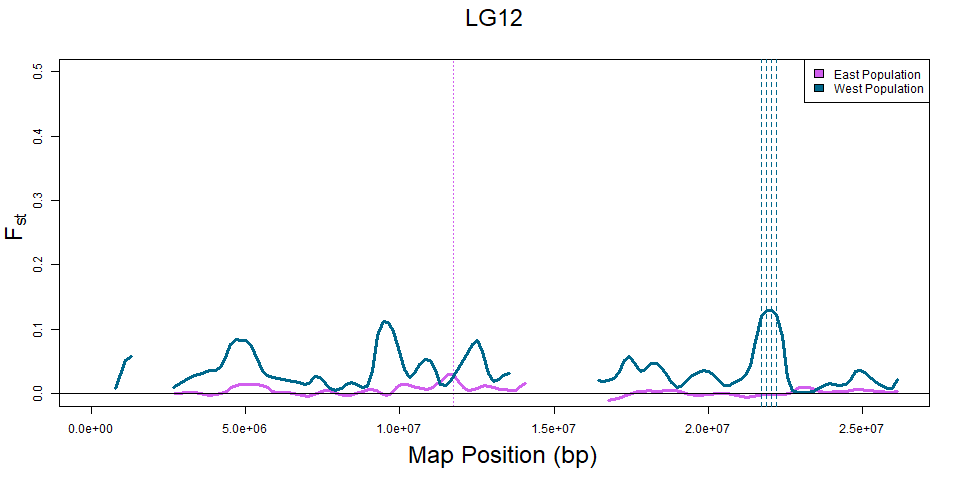 LG12
East Population
West Population
0.5
0.4
0.3
0.2
0.1
0.0
Fst
0.0e+00 5.0e+06 1.0e+07 1.5e+07 2.0e+07 2.5e+07
Map Position (bp)